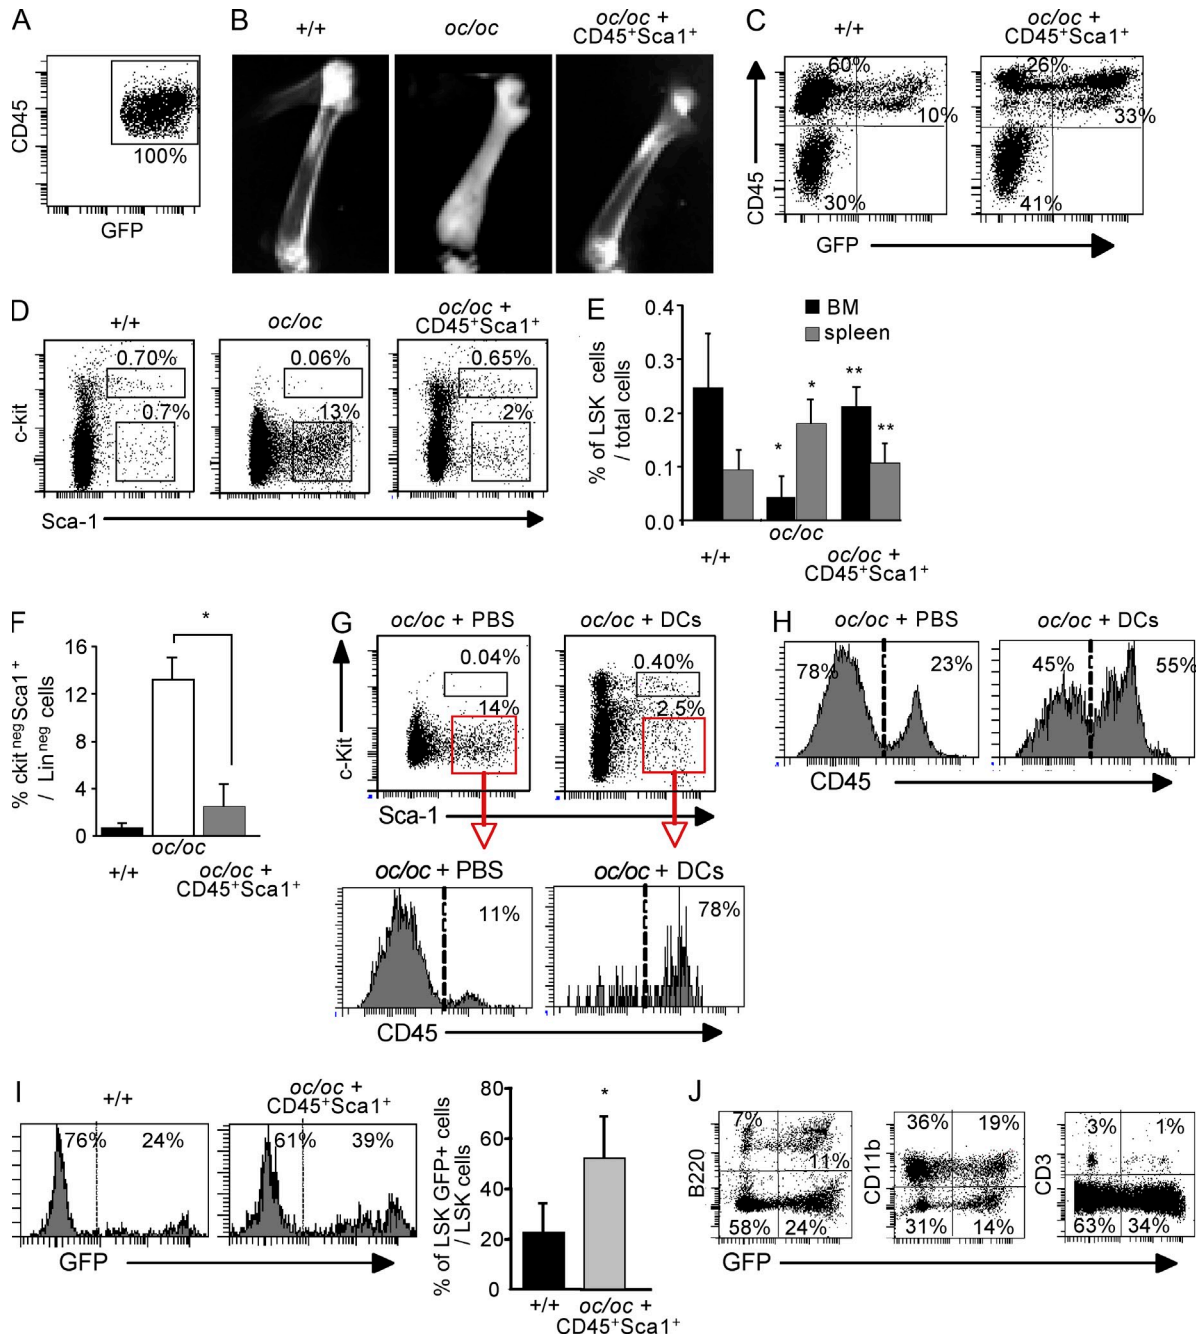 A
CD45
100%
GFP
B
+/+
oc/oc
oc/oc +
CD45+Sca1+
C
+/+
oc/oc +
CD45+Sca1+
60%
10%
30%
26%
33%
41%
CD45
GFP
D
+/+
oc/oc
oc/oc +
CD45+Sca1+
0.70%
0.7%
0.06%
13%
0.65%
2%
c-kit
Sca-1
E
BM
spleen
% of LSK cells
/ total cells
0.4
0.3
0.2
0.1
0.0
*
*
**
**
+/+
oc/oc
oc/oc +
CD45+Sca1+
F
% ckit neg Sca1+
/ Lin neg cells
16
12
8
4
0
*
+/+
oc/oc
oc/oc +
CD45+Sca1+
G
oc/oc + PBS
oc/oc + DCs
0.04%
14%
0.40%
2.5%
c-Kit
Sca-1
oc/oc + PBS
oc/oc + DCs
11%
78%
CD45
H
oc/oc + PBS
oc/oc + DCs
78%
23%
45%
55%
CD45
I
+/+
oc/oc +
CD45+Sca1+
76%
24%
61%
39%
GFP
% of LSK GFP+ cells
/ LSK cells
80
60
40
20
0
*
+/+
oc/oc +
CD45+Sca1+
J
B220
7%
11%
58%
24%
CD11b
36%
19%
31%
14%
CD3
3%
1%
63%
34%
GFP